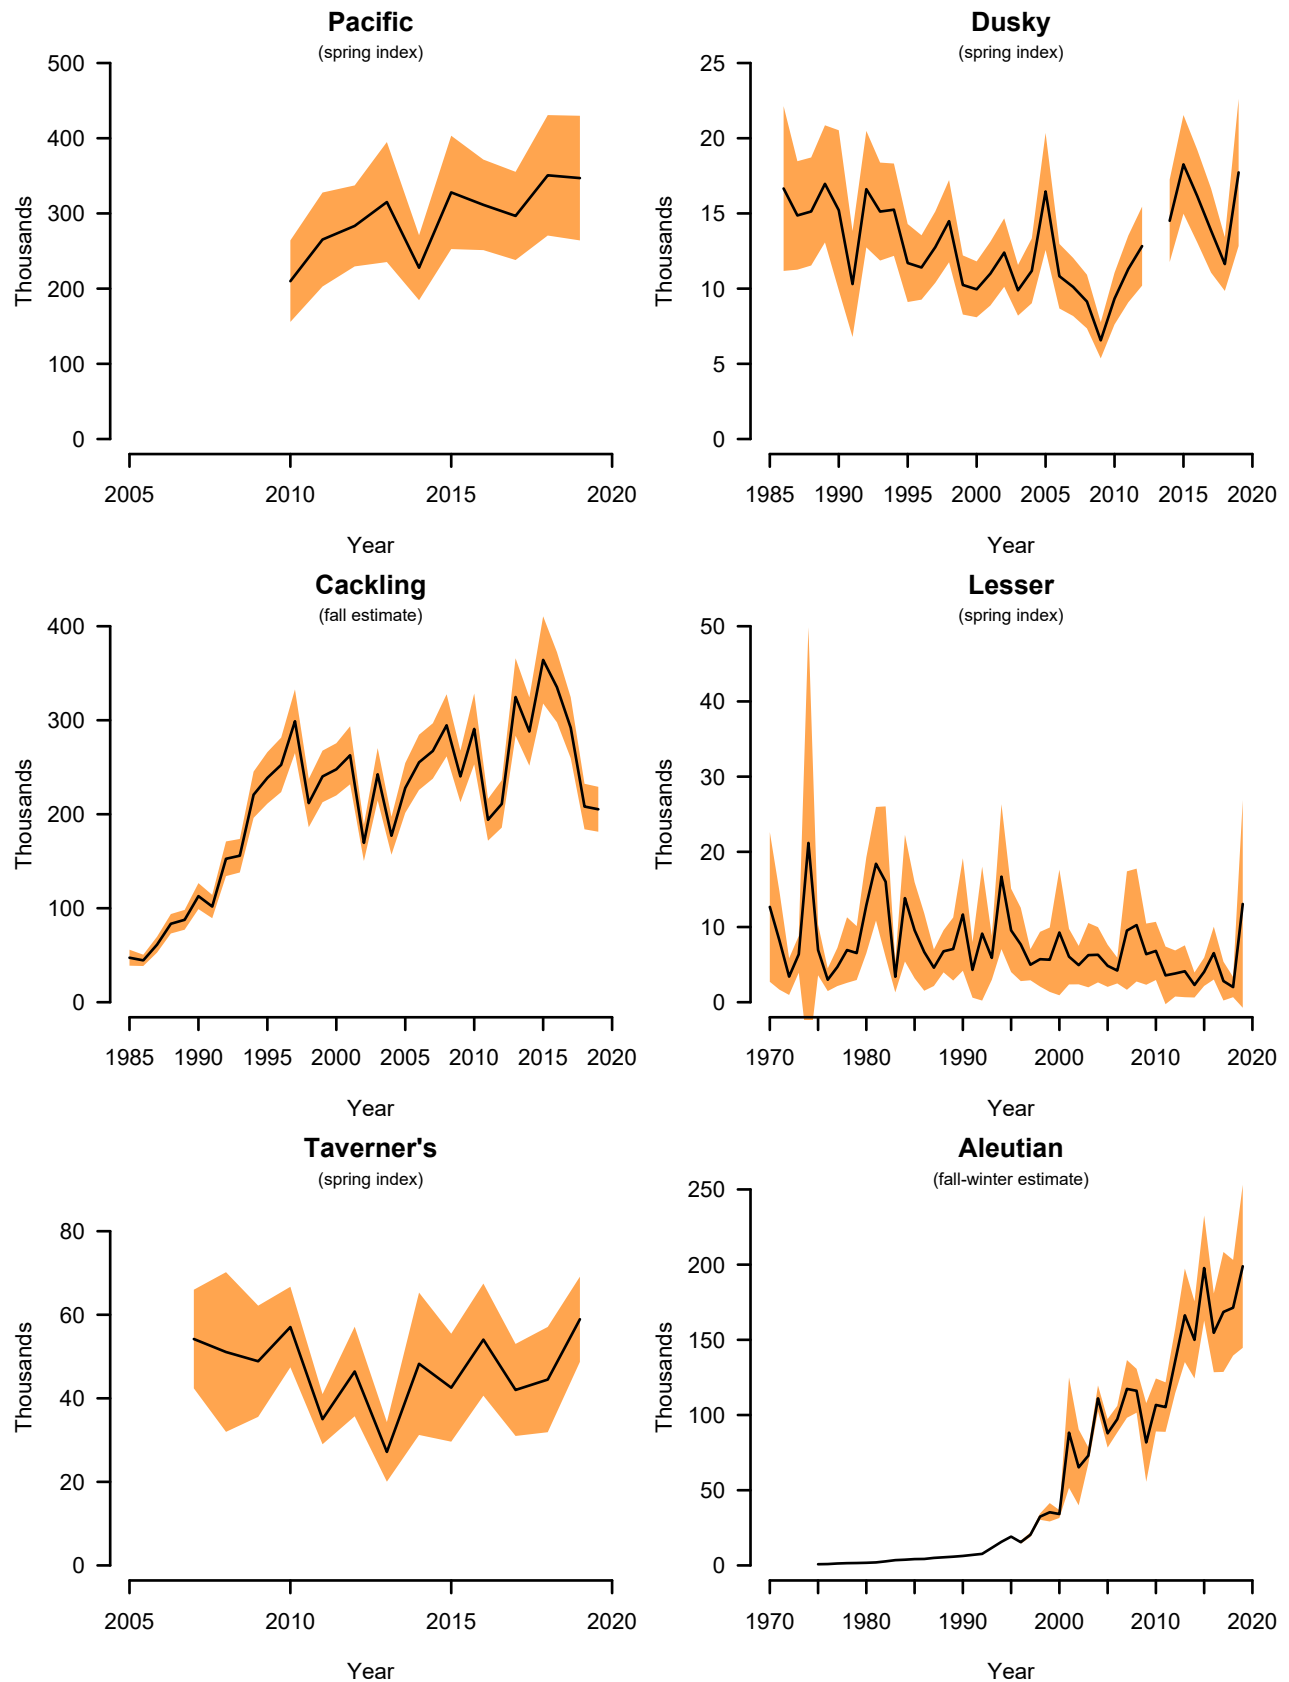 Pacific
(spring index)
500
400
300
200
100
0
Thousands
2005 2010 2015 2020
Year
Dusky
(spring index)
25
20
15
10
5
0
Thousands
1985 1990 1995 2000 2005 2010 2015 2020
Year
Cackling
(fall estimate)
400
300
200
100
0
Thousands
1985 1990 1995 2000 2005 2010 2015 2020
Year
Lesser
(spring index)
50
40
30
20
10
0
Thousands
1970 1980 1990 2000 2010 2020
Year
Taverner's
(spring index)
80
60
40
20
0
Thousands
2005 2010 2015 2020
Year
Aleutian
(fall-winter estimate)
250
200
150
100
50
0
Thousands
1970 1980 1990 2000 2010 2020
Year